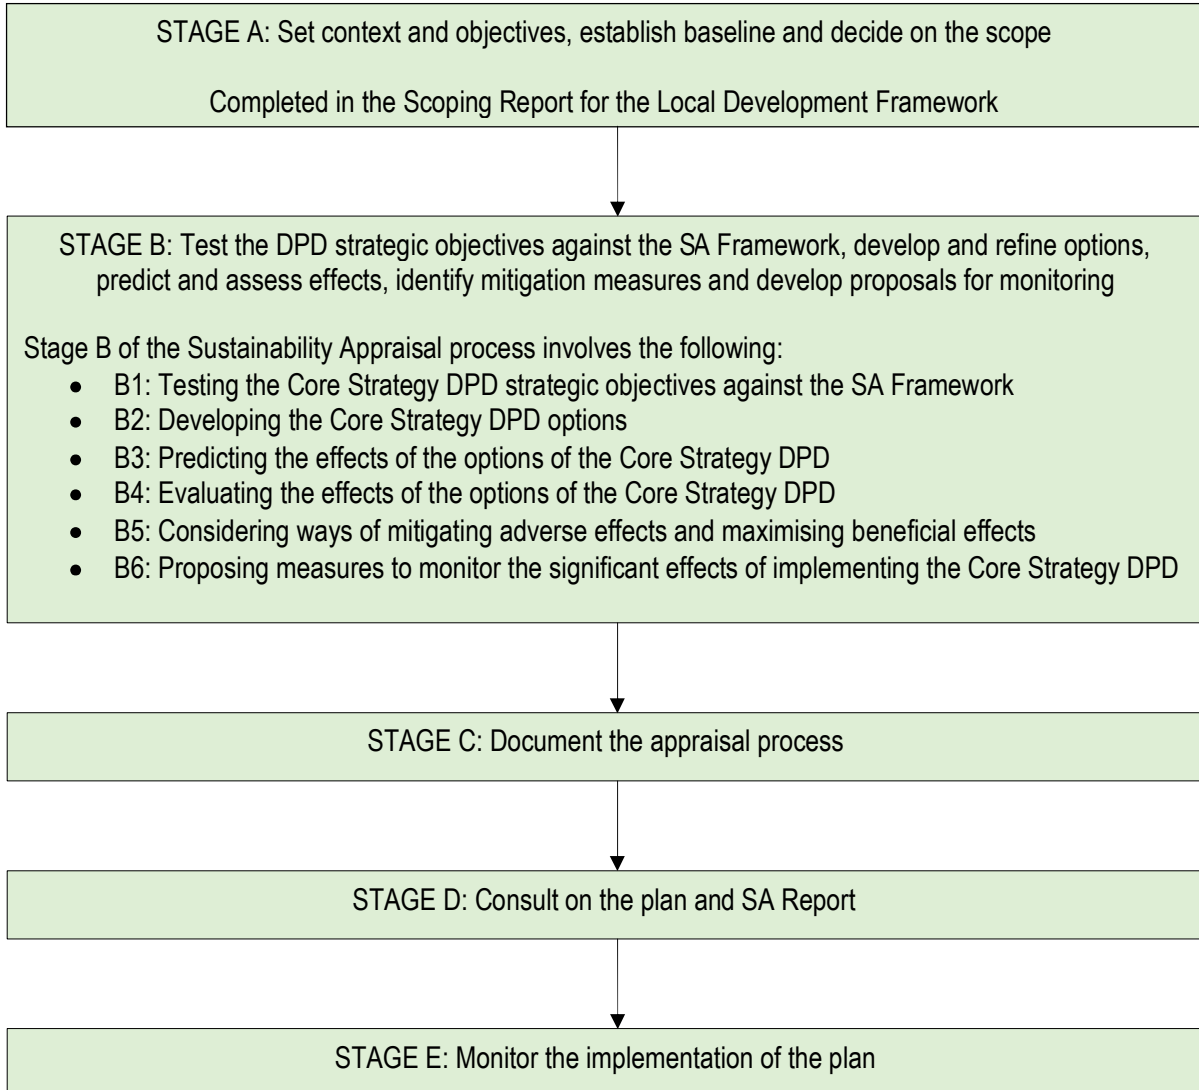 STAGE A: Set context and objectives, establish baseline and decide on the scope
Completed in the Scoping Report for the Local Development Framework
STAGE B: Test the DPD strategic objectives against the SA Framework, develop and refine options,
predict and assess effects, identify mitigation measures and develop proposals for monitoring
Stage B of the Sustainability Appraisal process involves the following:
• B1: Testing the Core Strategy DPD strategic objectives against the SA Framework
• B2: Developing the Core Strategy DPD options
• B3: Predicting the effects of the options of the Core Strategy DPD
• B4: Evaluating the effects of the options of the Core Strategy DPD
• B5: Considering ways of mitigating adverse effects and maximising beneficial effects
• B6: Proposing measures to monitor the significant effects of implementing the Core Strategy DPD
STAGE C: Document the appraisal process
STAGE D: Consult on the plan and SA Report
STAGE E: Monitor the implementation of the plan